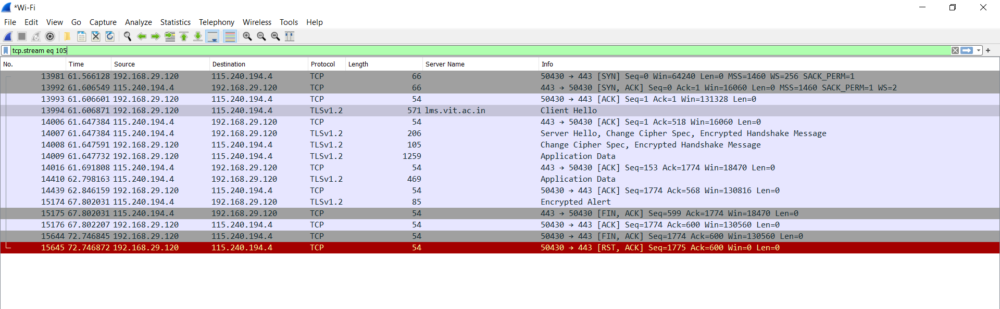 *Wi-Fi
File Edit View Go Capture Analyze Statistics Telephony Wireless Tools Help
tcp.stream eq 105
No. Time Source Destination Protocol Length Server Name Info
13981 61.566128 192.168.29.120 115.240.194.4 TCP 66 50430 → 443 [SYN] Seq=0 Win=64240 Len=0 MSS=1460 WS=256 SACK_PERM=1
13992 61.606549 115.240.194.4 192.168.29.120 TCP 66 443 → 50430 [SYN, ACK] Seq=0 Ack=1 Win=16060 Len=0 MSS=1460 SACK_PERM=1 WS=2
13993 61.606601 192.168.29.120 115.240.194.4 TCP 54 50430 → 443 [ACK] Seq=1 Ack=1 Win=131328 Len=0
13994 61.606871 192.168.29.120 115.240.194.4 TLSv1.2 571 lms.vit.ac.in Client Hello
14006 61.647384 115.240.194.4 192.168.29.120 TCP 54 443 → 50430 [ACK] Seq=1 Ack=518 Win=16060 Len=0
14007 61.647384 115.240.194.4 192.168.29.120 TLSv1.2 206 Server Hello, Change Cipher Spec, Encrypted Handshake Message
14008 61.647591 192.168.29.120 115.240.194.4 TLSv1.2 105 Change Cipher Spec, Encrypted Handshake Message
14009 61.647732 192.168.29.120 115.240.194.4 TLSv1.2 1259 Application Data
14016 61.691808 115.240.194.4 192.168.29.120 TCP 54 443 → 50430 [ACK] Seq=153 Ack=1774 Win=18470 Len=0
14410 62.798163 115.240.194.4 192.168.29.120 TLSv1.2 469 Application Data
14439 62.846159 192.168.29.120 115.240.194.4 TCP 54 50430 → 443 [ACK] Seq=1774 Ack=568 Win=130816 Len=0
15174 67.802031 115.240.194.4 192.168.29.120 TLSv1.2 85 Encrypted Alert
15175 67.802031 115.240.194.4 192.168.29.120 TCP 54 443 → 50430 [FIN, ACK] Seq=599 Ack=1774 Win=18470 Len=0
15176 67.802207 192.168.29.120 115.240.194.4 TCP 54 50430 → 443 [ACK] Seq=1774 Ack=600 Win=130560 Len=0
15644 72.746845 192.168.29.120 115.240.194.4 TCP 54 50430 → 443 [FIN, ACK] Seq=1774 Ack=600 Win=130560 Len=0
15645 72.746872 192.168.29.120 115.240.194.4 TCP 54 50430 → 443 [RST, ACK] Seq=1775 Ack=600 Win=0 Len=0